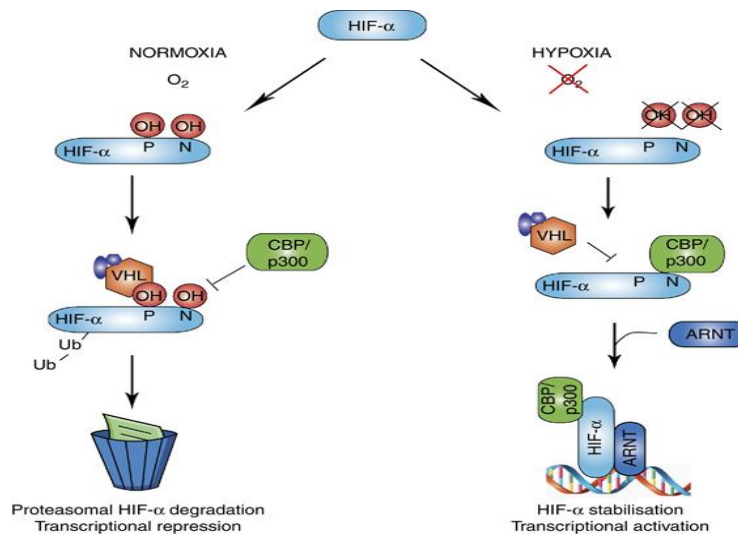 HIF-α
NORMOXIA
O2
OH OH
HIF-α P N
VHL
OH OH
CBP/
p300
HIF-α P N
Ub
Ub
Proteasomal HIF-α degradation
Transcriptional repression
HYPOXIA
O2
OH OH
HIF-α P N
VHL
CBP/
p300
HIF-α P N
ARNT
CBP/
p300
HIF-α
ARNT
HIF-α stabilisation
Transcriptional activation